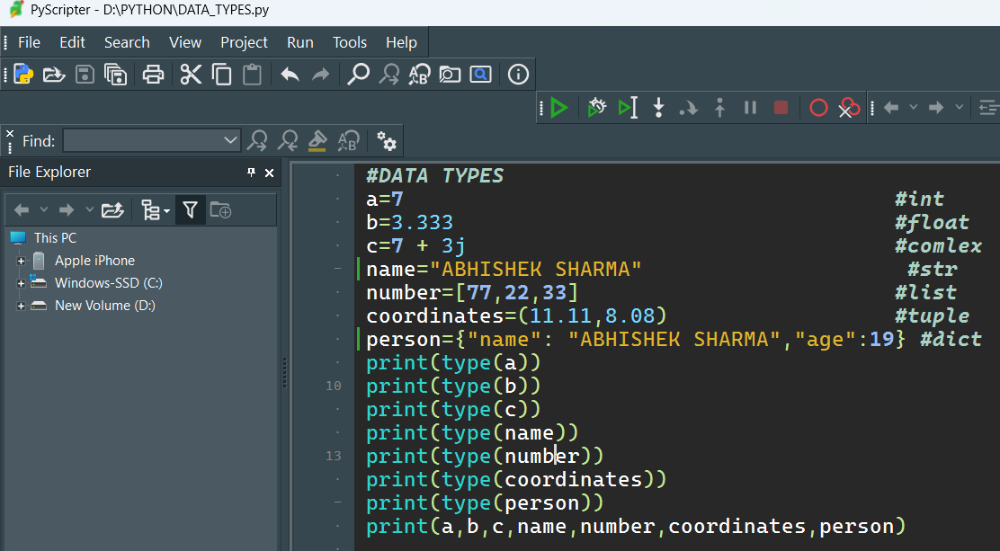 PyScripter - D:\PYTHON\DATA_TYPES.py
File Edit Search View Project Run Tools Help
Find:
File Explorer
This PC
Apple iPhone
Windows-SSD (C:)
New Volume (D:)
#DATA TYPES
a=7 #int
b=3.333 #float
c=7 + 3j #comlex
name="ABHISHEK SHARMA" #str
number=[77,22,33] #list
coordinates=(11.11,8.08) #tuple
person={"name": "ABHISHEK SHARMA","age":19} #dict
print(type(a))
10 print(type(b))
print(type(c))
print(type(name))
13 print(type(number))
print(type(coordinates))
print(type(person))
print(a,b,c,name,number,coordinates,person)